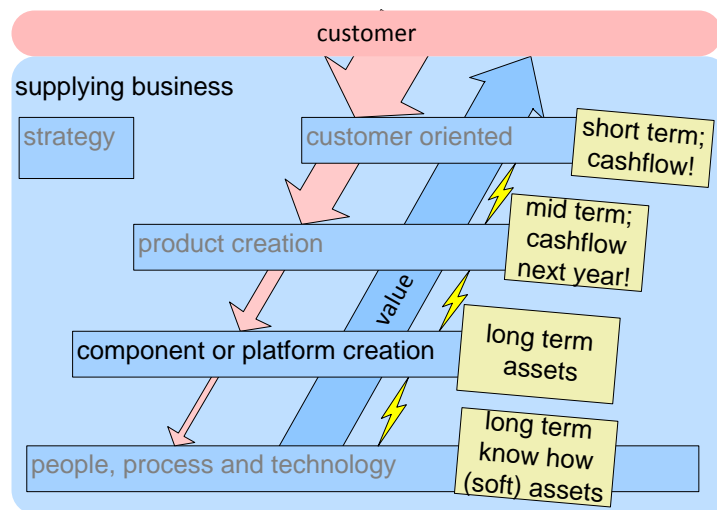 customer
supplying business
strategy
customer oriented
short term;
cashflow!
product creation
mid term;
cashflow
next year!
value
component or platform creation
long term
assets
people, process and technology
long term
know how
(soft) assets